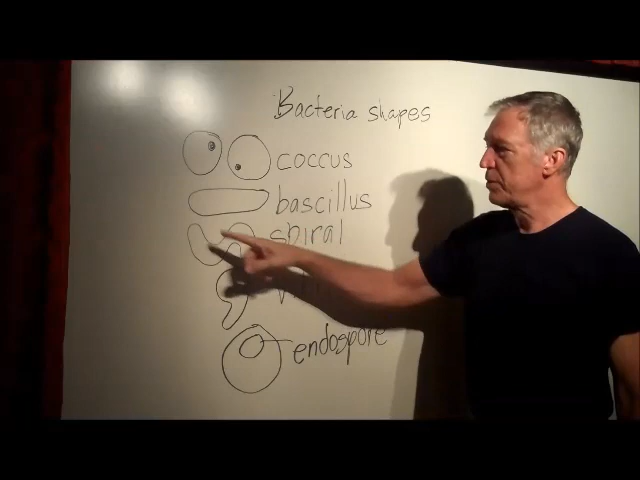 Bacteria shapes
coccus
bascillus
spiral
endospore